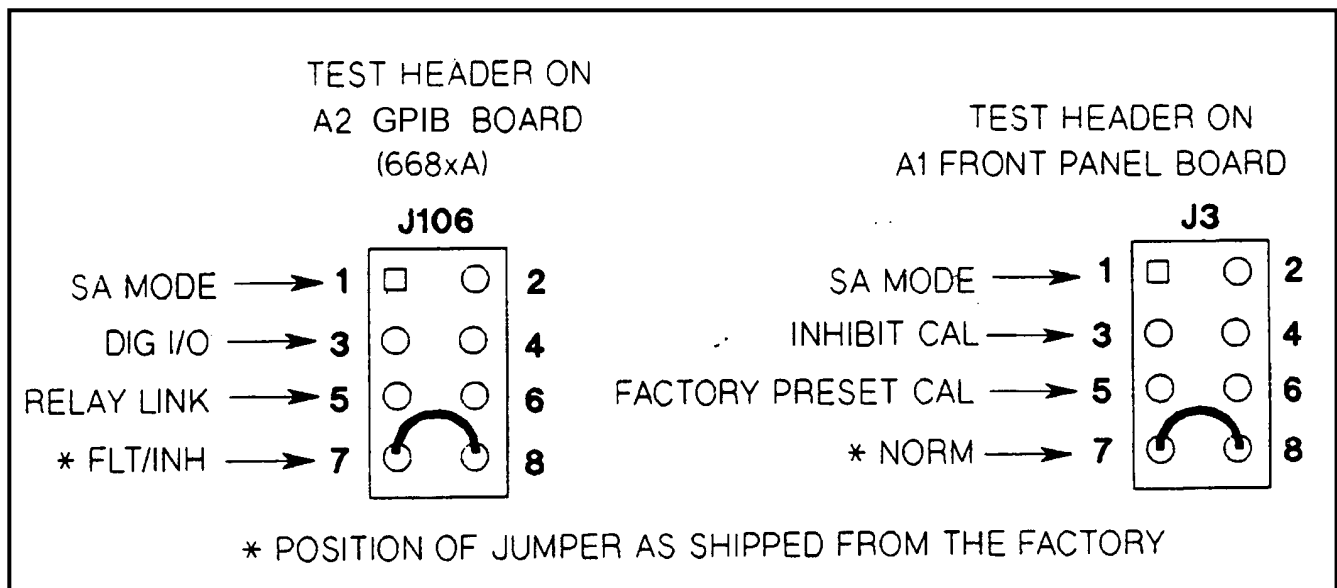 TEST HEADER ON
A2 GPIB BOARD
(668xA)
J106
SA MODE 1 2
DIG I/O 3 4
RELAY LINK 5 6
* FLT/INH 7 8
TEST HEADER ON
A1 FRONT PANEL BOARD
J3
SA MODE 1 2
INHIBIT CAL 3 4
FACTORY PRESET CAL 5 6
* NORM 7 8
* POSITION OF JUMPER AS SHIPPED FROM THE FACTORY